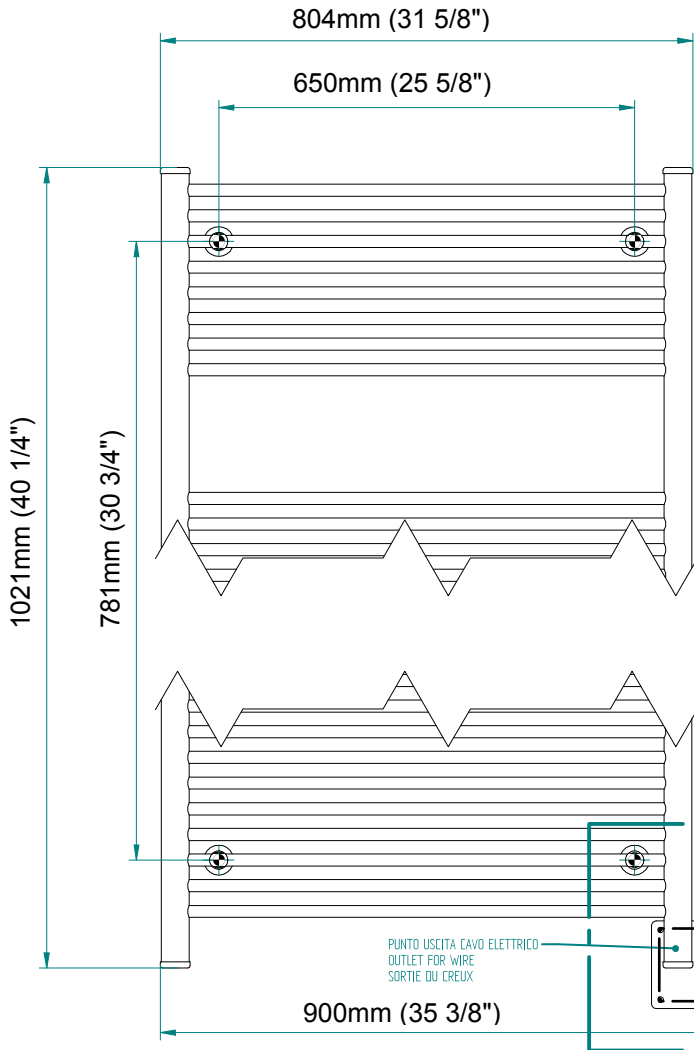 804mm (31 5/8")
650mm (25 5/8")
1021mm (40 1/4")
781mm (30 3/4")
PUNTO USCITA CAVO ELETTRICO
OUTLET FOR WIRE
SORTIE DU CREUX
900mm (35 3/8")